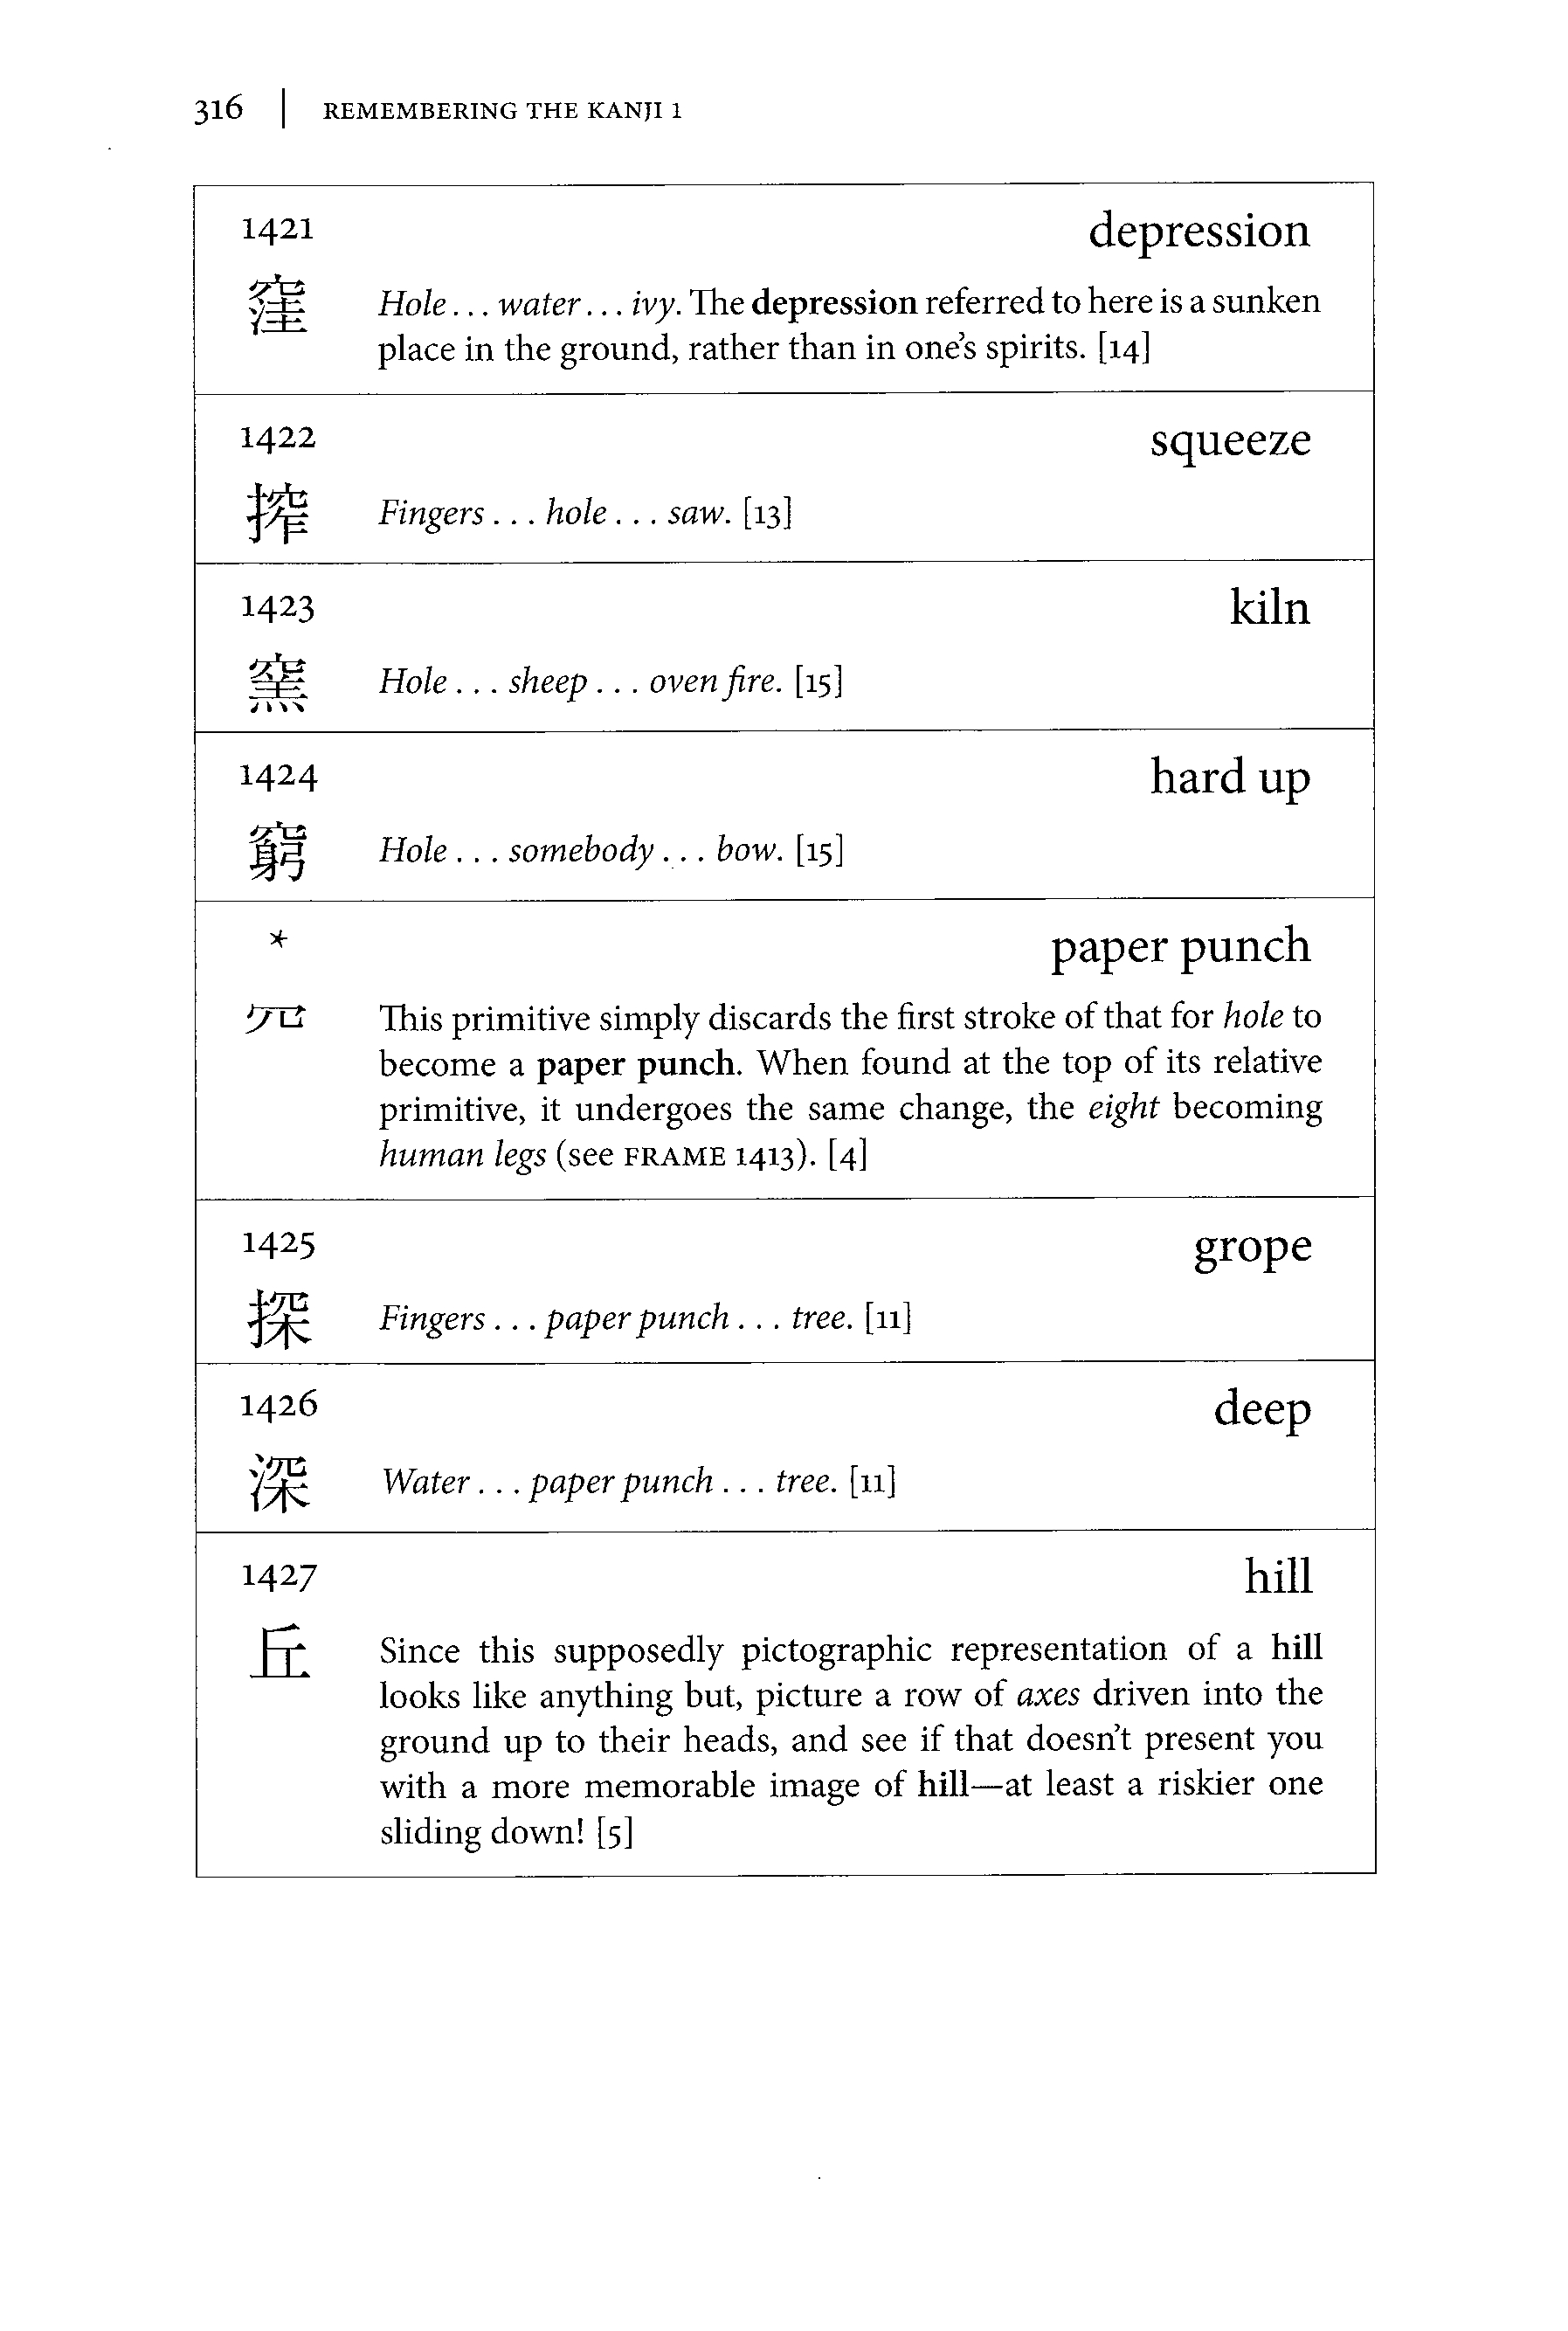 316 | REMEMBERING THE KANJI 1
1421 depression
窪 Hole . . . water . . . ivy. The depression referred to here is a sunken
place in the ground, rather than in one’s spirits. [14]
1422 squeeze
搾 Fingers . . . hole . . . saw. [13]
1423 kiln
窯 Hole . . . sheep . . . oven fire. [15]
1424 hard up
窮 Hole . . . somebody . . . bow. [15]
* paper punch
This primitive simply discards the first stroke of that for hole to
become a paper punch. When found at the top of its relative
primitive, it undergoes the same change, the eight becoming
human legs (see FRAME 1413). [4]
1425 grope
探 Fingers . . . paper punch . . . tree. [11]
1426 deep
深 Water . . . paper punch . . . tree. [11]
1427 hill
丘 Since this supposedly pictographic representation of a hill
looks like anything but, picture a row of axes driven into the
ground up to their heads, and see if that doesn’t present you
with a more memorable image of hill—at least a riskier one
sliding down! [5]